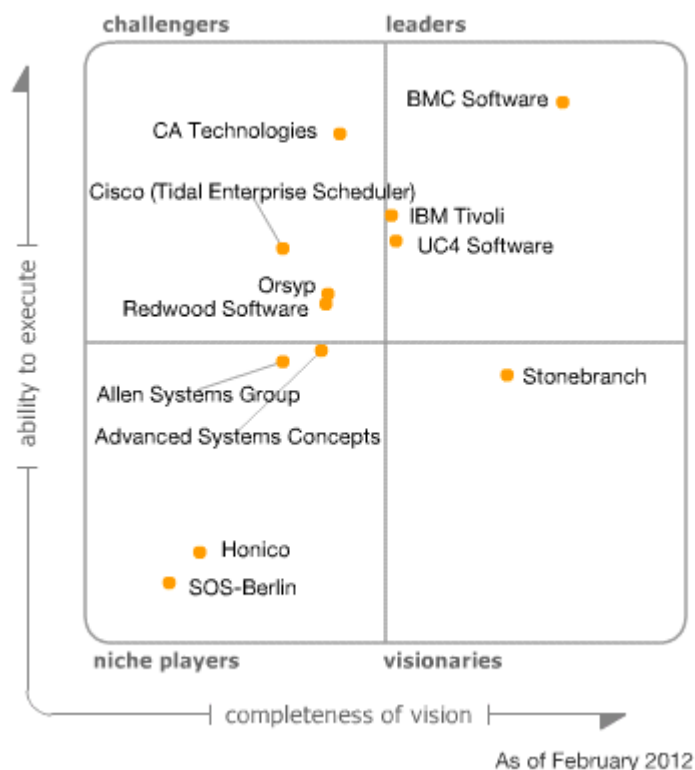 challengers
leaders
BMC Software
CA Technologies
Cisco (Tidal Enterprise Scheduler)
IBM Tivoli
UC4 Software
Orsyp
Redwood Software
ability to execute
Stonebranch
Allen Systems Group
Advanced Systems Concepts
Honico
SOS-Berlin
niche players
visionaries
completeness of vision
As of February 2012